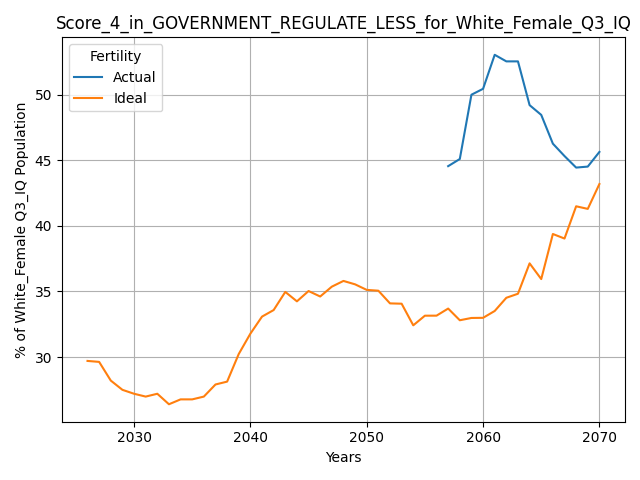 Score_4_in_GOVERNMENT_REGULATE_LESS_for_White_Female_Q3_IQ
Fertility
Actual
Ideal
% of White_Female Q3_IQ Population
50
45
40
35
30
2030
2040
2050
2060
2070
Years